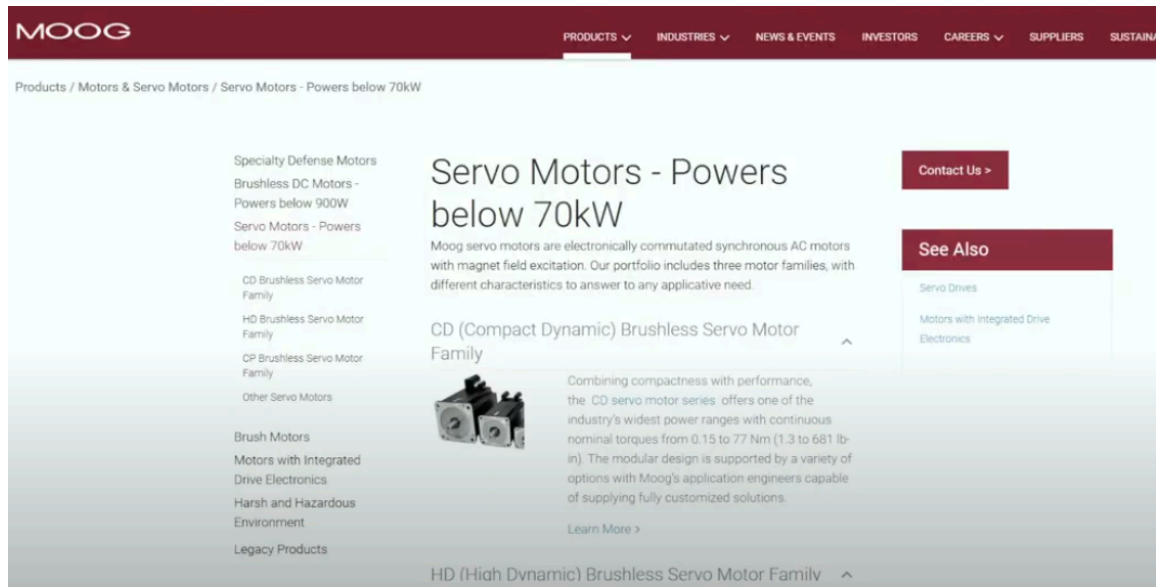 MOOG
PRODUCTS
INDUSTRIES
NEWS & EVENTS
INVESTORS
CAREERS
SUPPLIERS
Products / Motors & Servo Motors / Servo Motors - Powers below 70kW
Specialty Defense Motors
Brushless DC Motors -
Powers below 900W
Servo Motors - Powers
below 70kW
CD Brushless Servo Motor
Family
HD Brushless Servo Motor
Family
CP Brushless Servo Motor
Family
Other Servo Motors
Brush Motors
Motors with Integrated
Drive Electronics
Harsh and Hazardous
Environment
Legacy Products
Servo Motors - Powers
below 70kW
Moog servo motors are electronically commutated synchronous AC motors
with magnet field excitation. Our portfolio includes three motor families, with
different characteristics to answer to any applicative need.
CD (Compact Dynamic) Brushless Servo Motor
Family
Combining compactness with performance,
the CD servo motor series offers one of the
industry's widest power ranges with continuous
nominal torques from 0.15 to 77 Nm (1.3 to 681 lb-
in). The modular design is supported by a variety of
options with Moog's application engineers capable
of supplying fully customized solutions.
Learn More >
HD (High Dynamic) Brushless Servo Motor Family
Contact Us >
See Also
Servo Drives
Motors with Integrated Drive
Electronics